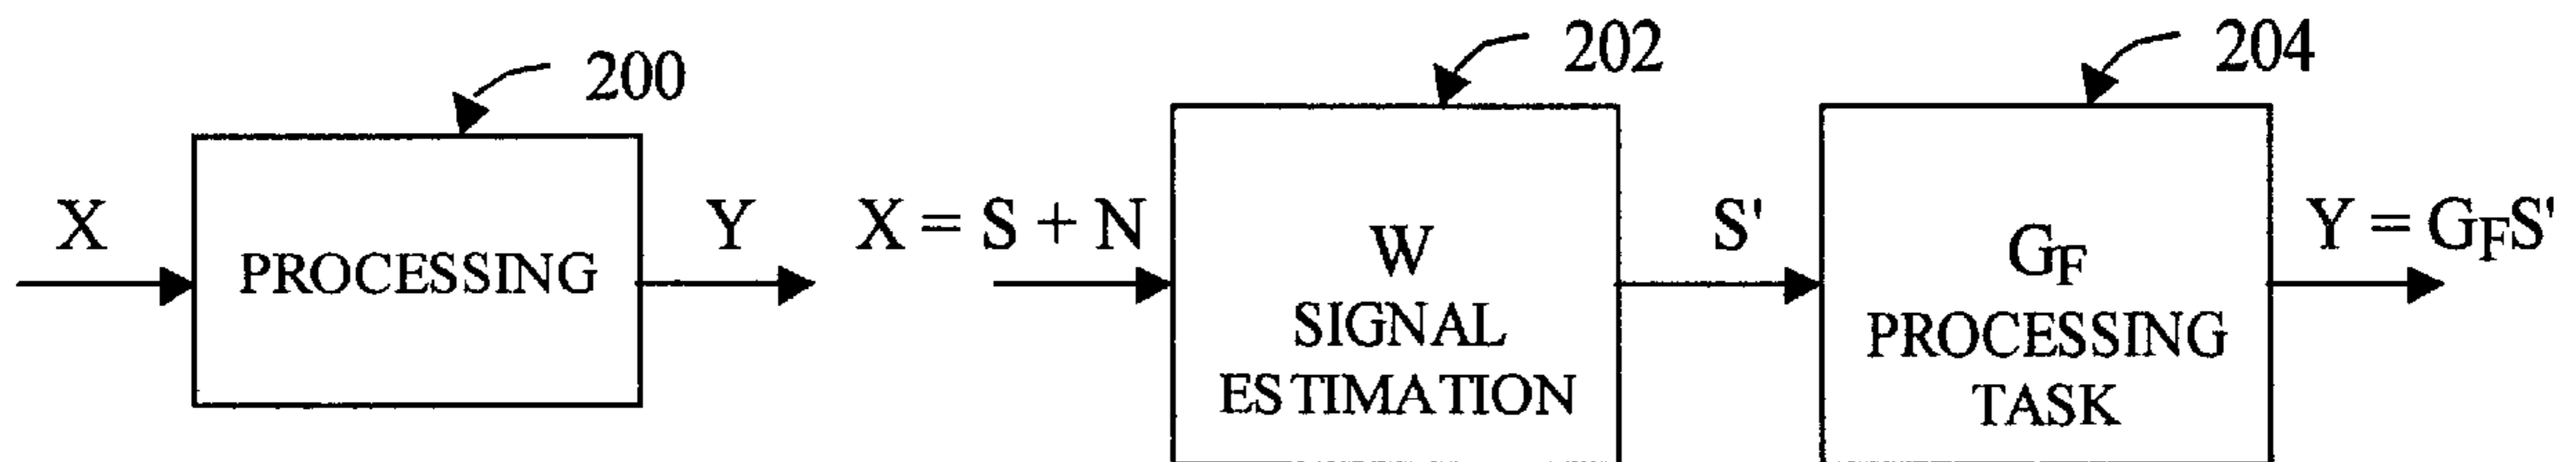 200
X
PROCESSING
Y
202
X = S + N
W
SIGNAL
ESTIMATION
S'
204
GF
PROCESSING
TASK
Y = GFS'